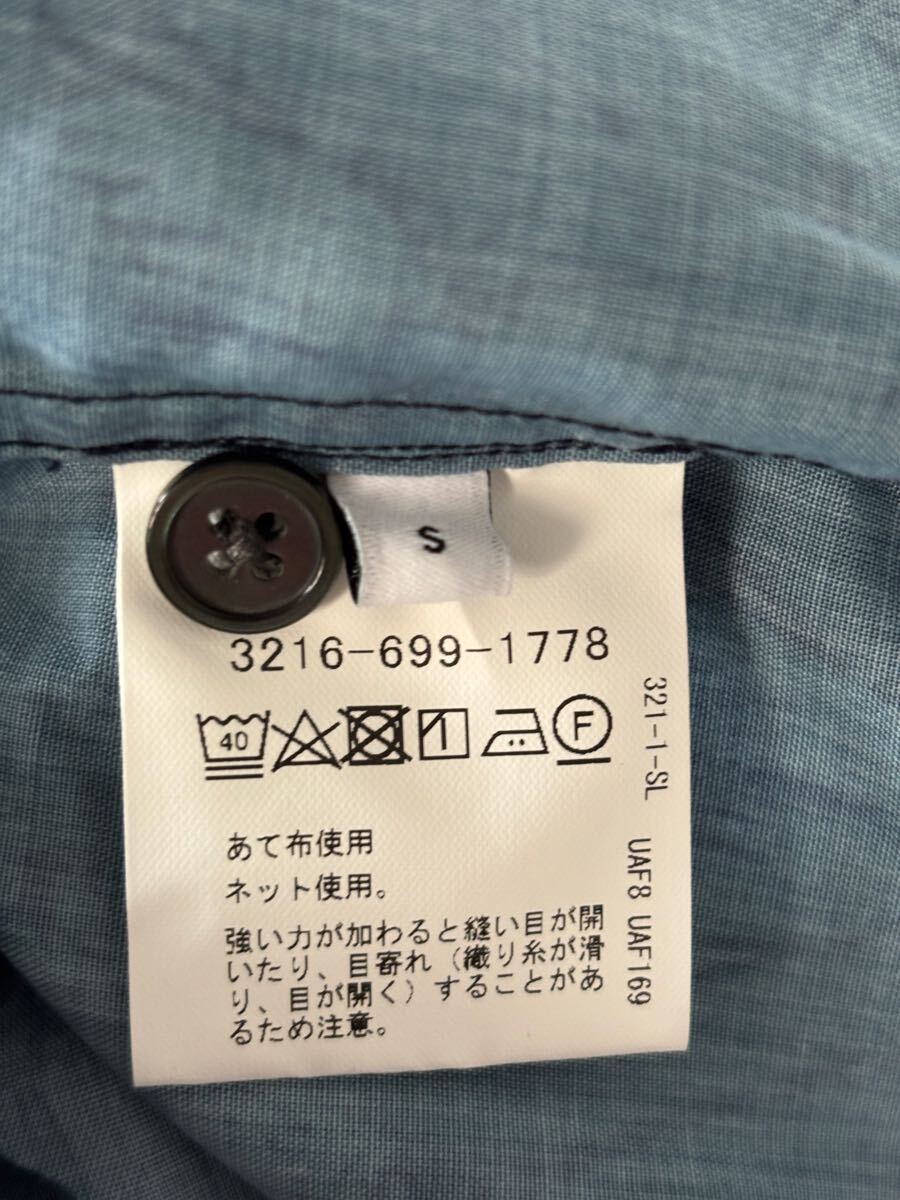 S
3216-699-1778
40
F
あて布使用
ネット使用。
強い力が加わると縫い目が開
いたり、目寄れ（織り糸が滑
り、目が開く）することがあ
るため注意。
321-1-SL UAF8 UAF169